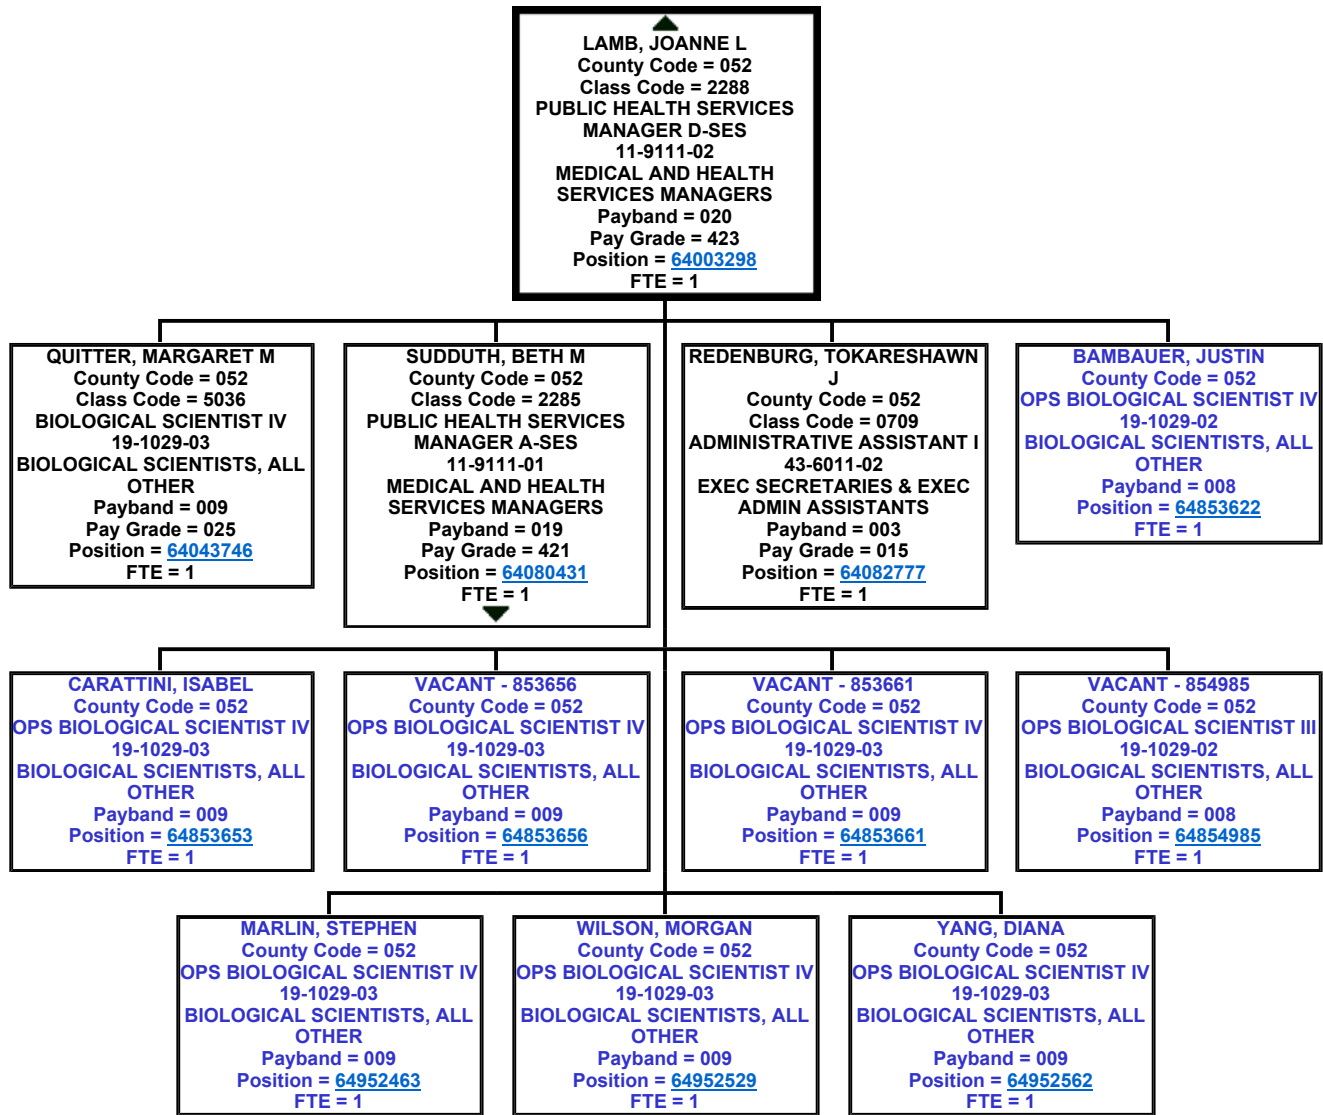 LAMB, JOANNE L
County Code = 052
Class Code = 2288
PUBLIC HEALTH SERVICES
MANAGER D-SES
11-9111-02
MEDICAL AND HEALTH
SERVICES MANAGERS
Payband = 020
Pay Grade = 423
Position = 64003298
FTE = 1
QUITTER, MARGARET M
County Code = 052
Class Code = 5036
BIOLOGICAL SCIENTIST IV
19-1029-03
BIOLOGICAL SCIENTISTS, ALL
OTHER
Payband = 009
Pay Grade = 025
Position = 64043746
FTE = 1
SUDDUTH, BETH M
County Code = 052
Class Code = 2285
PUBLIC HEALTH SERVICES
MANAGER A-SES
11-9111-01
MEDICAL AND HEALTH
SERVICES MANAGERS
Payband = 019
Pay Grade = 421
Position = 64080431
FTE = 1
REDENBURG, TOKARESHAWN
J
County Code = 052
Class Code = 0709
ADMINISTRATIVE ASSISTANT I
43-6011-02
EXEC SECRETARIES & EXEC
ADMIN ASSISTANTS
Payband = 003
Pay Grade = 015
Position = 64082777
FTE = 1
BAMBAUER, JUSTIN
County Code = 052
OPS BIOLOGICAL SCIENTIST IV
19-1029-02
BIOLOGICAL SCIENTISTS, ALL
OTHER
Payband = 008
Position = 64853622
FTE = 1
CARATTINI, ISABEL
County Code = 052
OPS BIOLOGICAL SCIENTIST IV
19-1029-03
BIOLOGICAL SCIENTISTS, ALL
OTHER
Payband = 009
Position = 64853653
FTE = 1
VACANT - 853656
County Code = 052
OPS BIOLOGICAL SCIENTIST IV
19-1029-03
BIOLOGICAL SCIENTISTS, ALL
OTHER
Payband = 009
Position = 64853656
FTE = 1
VACANT - 853661
County Code = 052
OPS BIOLOGICAL SCIENTIST IV
19-1029-03
BIOLOGICAL SCIENTISTS, ALL
OTHER
Payband = 009
Position = 64853661
FTE = 1
VACANT - 854985
County Code = 052
OPS BIOLOGICAL SCIENTIST III
19-1029-02
BIOLOGICAL SCIENTISTS, ALL
OTHER
Payband = 008
Position = 64854985
FTE = 1
MARLIN, STEPHEN
County Code = 052
OPS BIOLOGICAL SCIENTIST IV
19-1029-03
BIOLOGICAL SCIENTISTS, ALL
OTHER
Payband = 009
Position = 64952463
FTE = 1
WILSON, MORGAN
County Code = 052
OPS BIOLOGICAL SCIENTIST IV
19-1029-03
BIOLOGICAL SCIENTISTS, ALL
OTHER
Payband = 009
Position = 64952529
FTE = 1
YANG, DIANA
County Code = 052
OPS BIOLOGICAL SCIENTIST IV
19-1029-03
BIOLOGICAL SCIENTISTS, ALL
OTHER
Payband = 009
Position = 64952562
FTE = 1